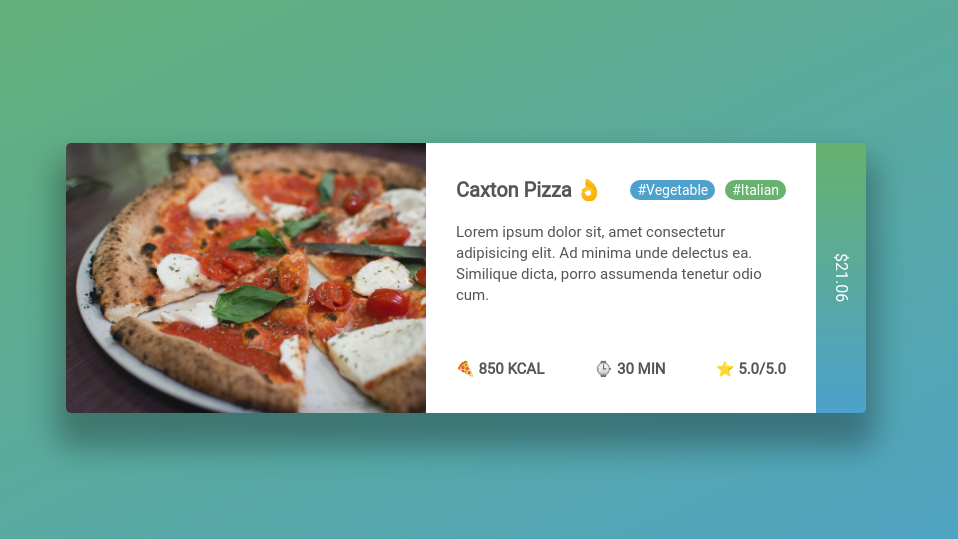 Caxton Pizza 👌 #Vegetable #Italian
Lorem ipsum dolor sit, amet consectetur
adipisicing elit. Ad minima unde delectus ea.
Similique dicta, porro assumenda tenetur odio
cum.
🍕 850 KCAL ⌚ 30 MIN ⭐ 5.0/5.0
$21.06